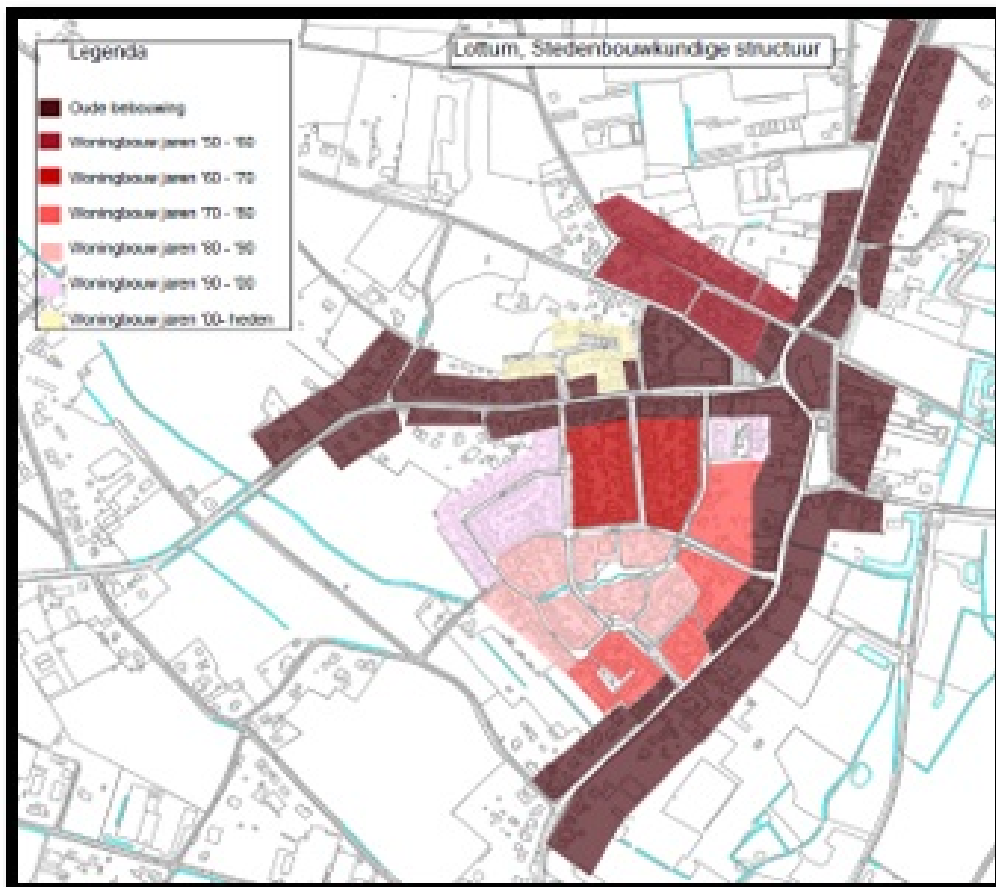 Legenda
Lottum, Stedenbouwkundige structuur
Oude bebouwing
Woningbouw jaren '50 - '60
Woningbouw jaren '60 - '70
Woningbouw jaren '70 - '80
Woningbouw jaren '80 - '90
Woningbouw jaren '90 - '00
Woningbouw jaren '00- heden